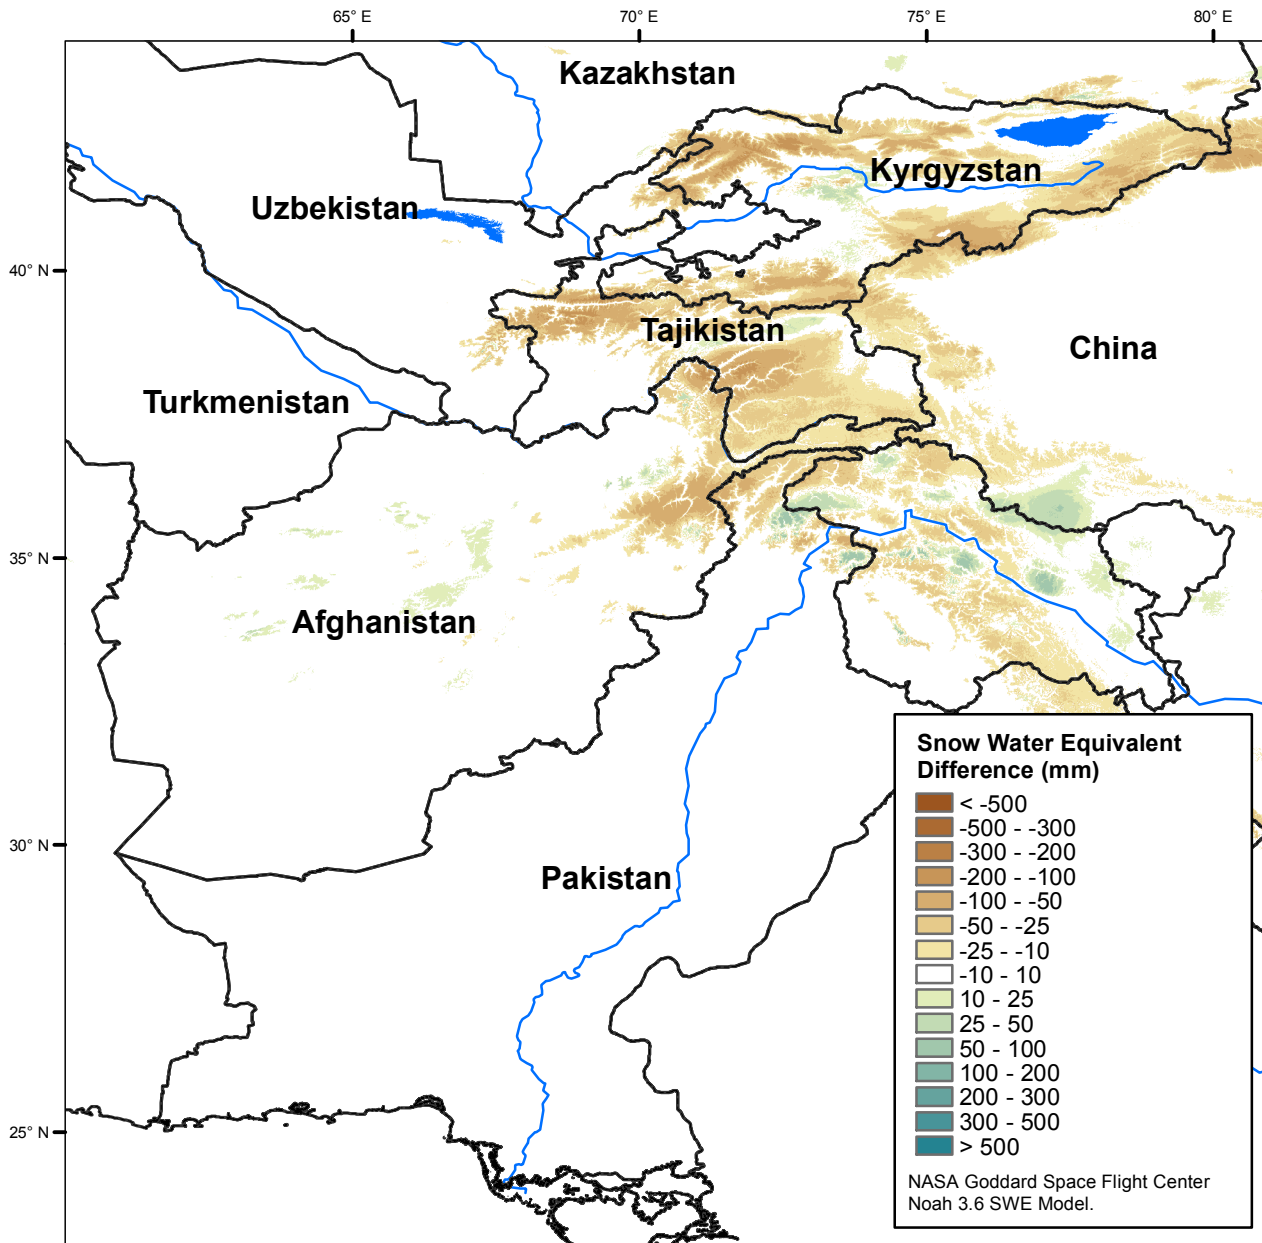 65° E
70° E
75° E
80° E
Kazakhstan
Kyrgyzstan
Uzbekistan
40° N
Tajikistan
China
Turkmenistan
35° N
Afghanistan
30° N
Pakistan
25° N
Snow Water Equivalent
Difference (mm)
< -500
-500 - -300
-300 - -200
-200 - -100
-100 - -50
-50 - -25
-25 - -10
-10 - 10
10 - 25
25 - 50
50 - 100
100 - 200
200 - 300
300 - 500
> 500
NASA Goddard Space Flight Center
Noah 3.6 SWE Model.